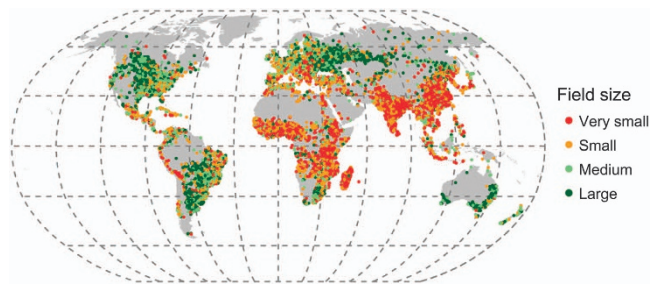 Field size
Very small
Small
Medium
Large